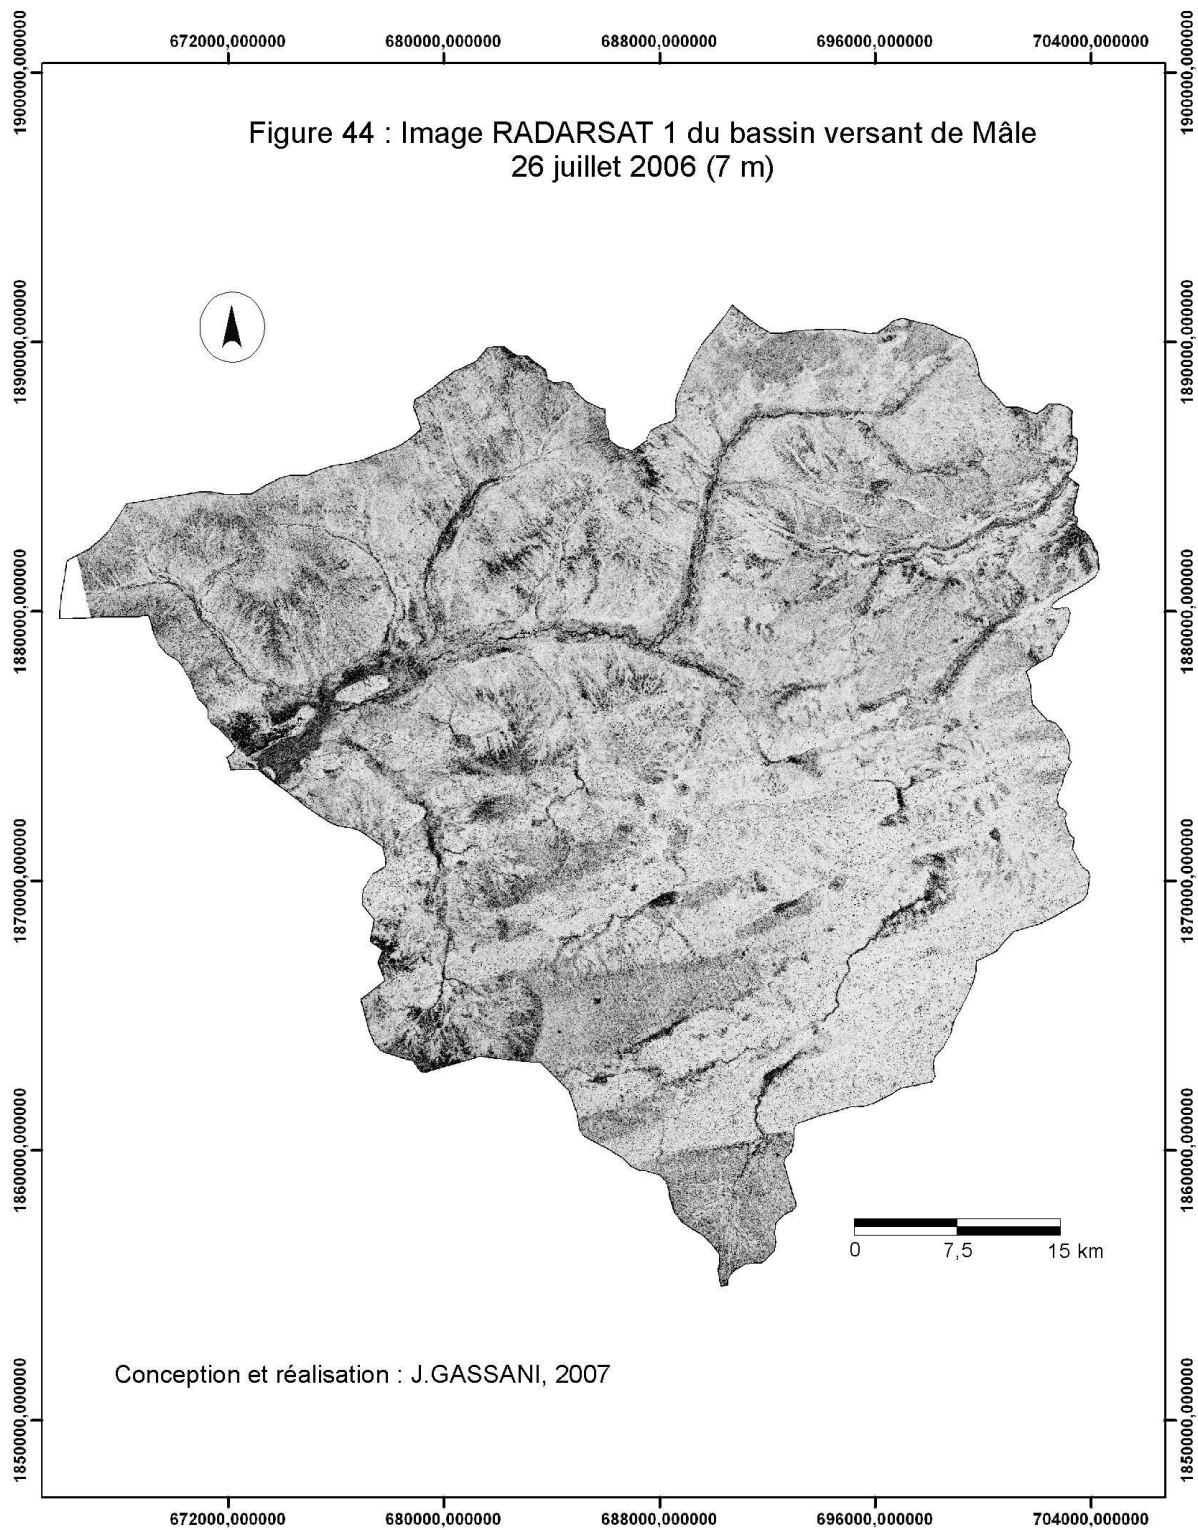 672000,000000 680000,000000 688000,000000 696000,000000 704000,000000
1900000,000000 1900000,000000
Figure 44 : Image RADARSAT 1 du bassin versant de Mâle
26 juillet 2006 (7 m)
1890000,000000 1890000,000000
1880000,000000 1880000,000000
1870000,000000 1870000,000000
1860000,000000 1860000,000000
0 7,5 15 km
Conception et réalisation : J.GASSANI, 2007
1850000,000000 1850000,000000
672000,000000 680000,000000 688000,000000 696000,000000 704000,000000